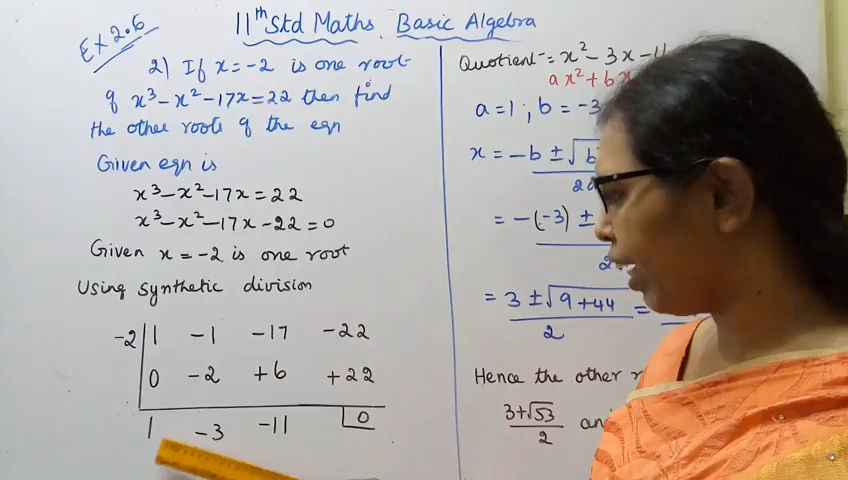 11th Std Maths. Basic Algebra
Ex 2.6
2) If x = -2 is one root
of x³-x²-17x=22 then find
the other roots of the eqn
Given eqn is
x³-x²-17x=22
x³-x²-17x-22=0
Given x = -2 is one root
Using synthetic division
-2 | 1 -1 -17 -22
0 -2 +6 +22
1 -3 -11 0
Quotient = x²-3x-11
ax²+bx
a=1, b=-3
x = -b ± √b
2a
= -(-3) ±
= 3 ± √9+44 =
2
Hence the other
3+√53
2